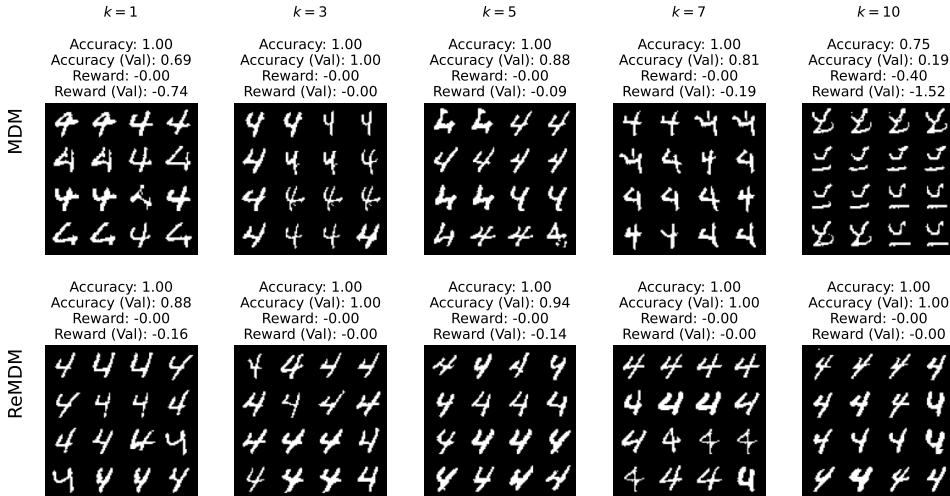 k = 1 k = 3 k = 5 k = 7 k = 10
Accuracy: 1.00 Accuracy: 1.00 Accuracy: 1.00 Accuracy: 1.00 Accuracy: 0.75
Accuracy (Val): 0.69 Accuracy (Val): 1.00 Accuracy (Val): 0.88 Accuracy (Val): 0.81 Accuracy (Val): 0.19
Reward: -0.00 Reward: -0.00 Reward: -0.00 Reward: -0.00 Reward: -0.40
Reward (Val): -0.74 Reward (Val): -0.00 Reward (Val): -0.09 Reward (Val): -0.19 Reward (Val): -1.52
MDM
Accuracy: 1.00 Accuracy: 1.00 Accuracy: 1.00 Accuracy: 1.00 Accuracy: 1.00
Accuracy (Val): 0.88 Accuracy (Val): 1.00 Accuracy (Val): 0.94 Accuracy (Val): 1.00 Accuracy (Val): 1.00
Reward: -0.00 Reward: -0.00 Reward: -0.00 Reward: -0.00 Reward: -0.00
Reward (Val): -0.16 Reward (Val): -0.00 Reward (Val): -0.14 Reward (Val): -0.00 Reward (Val): -0.00
ReMDM